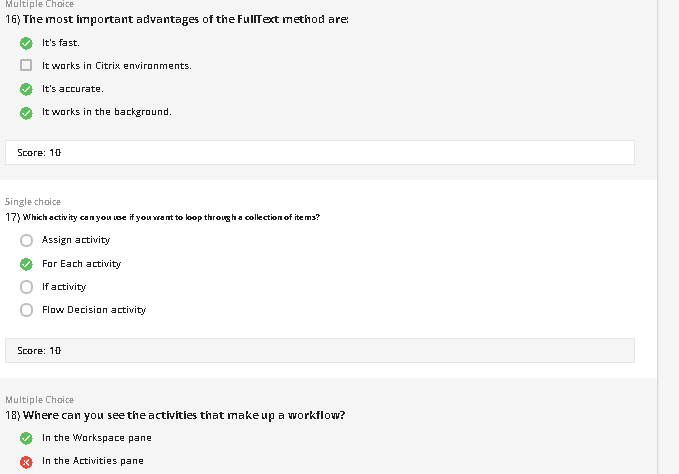 Multiple Choice
16) The most important advantages of the FullText method are:
It's fast.
It works in Citrix environments.
It's accurate.
It works in the background.
Score: 10
Single choice
17) Which activity can you use if you want to loop through a collection of items?
Assign activity
For Each activity
If activity
Flow Decision activity
Score: 10
Multiple Choice
18) Where can you see the activities that make up a workflow?
In the Workspace pane
In the Activities pane